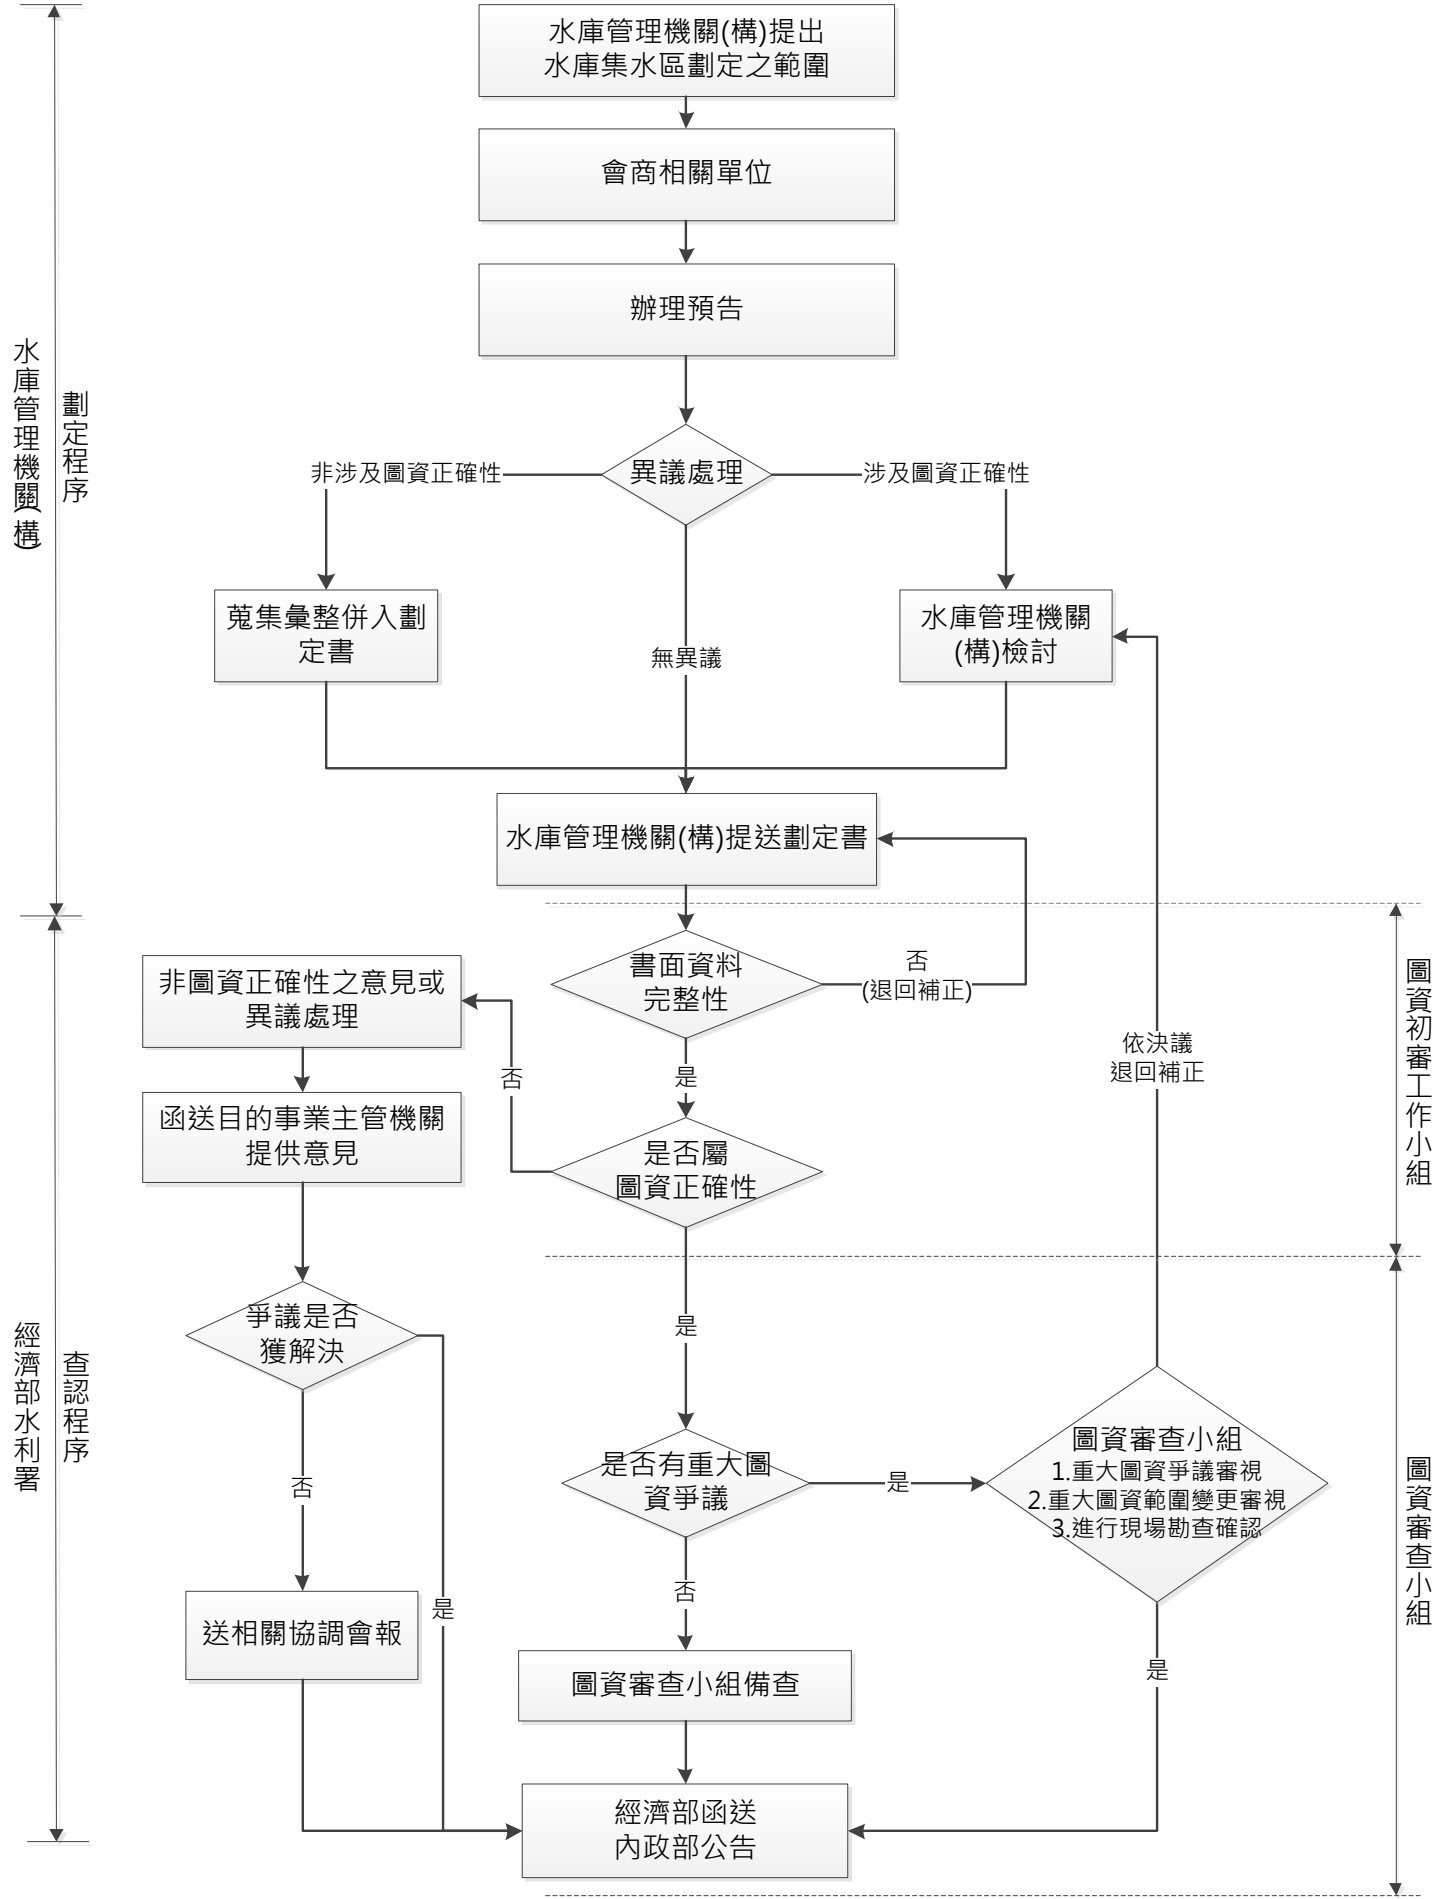 水庫管理機關(構)提出
水庫集水區劃定之範圍
會商相關單位
辦理預告
水庫管理機關(構)
劃定程序
異議處理
非涉及圖資正確性
涉及圖資正確性
蒐集彙整併入劃
定書
無異議
水庫管理機關
(構)檢討
水庫管理機關(構)提送劃定書
書面資料
完整性
否
(退回補正)
非圖資正確性之意見或
異議處理
否
是
依決議
退回補正
圖資初審工作小組
函送目的事業主管機關
提供意見
是否屬
圖資正確性
爭議是否
獲解決
是
經濟部水利署
查認程序
是否有重大圖
資爭議
是
圖資審查小組
1.重大圖資爭議審視
2.重大圖資範圍變更審視
3.進行現場勘查確認
圖資審查小組
否
否
送相關協調會報
是
圖資審查小組備查
是
經濟部函送
內政部公告